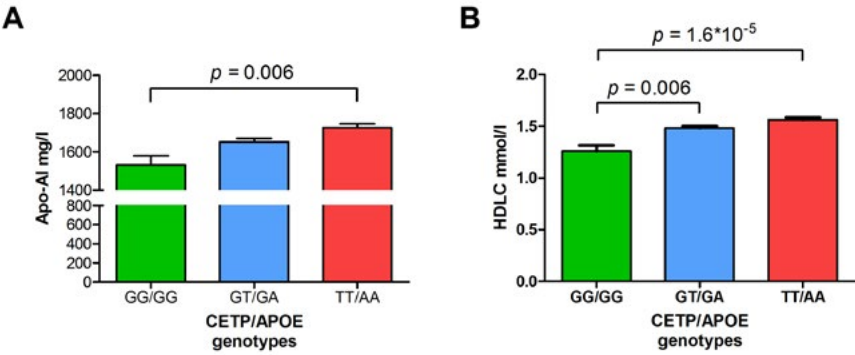 A
p = 0.006
2000
1800
1600
1400
800
600
400
200
0
Apo-AI mg/l
GG/GG GT/GA TT/AA
CETP/APOE
genotypes
B
p = 1.6*10-5
p = 0.006
2.0
1.5
1.0
0.5
0.0
HDLC mmol/l
GG/GG GT/GA TT/AA
CETP/APOE
genotypes